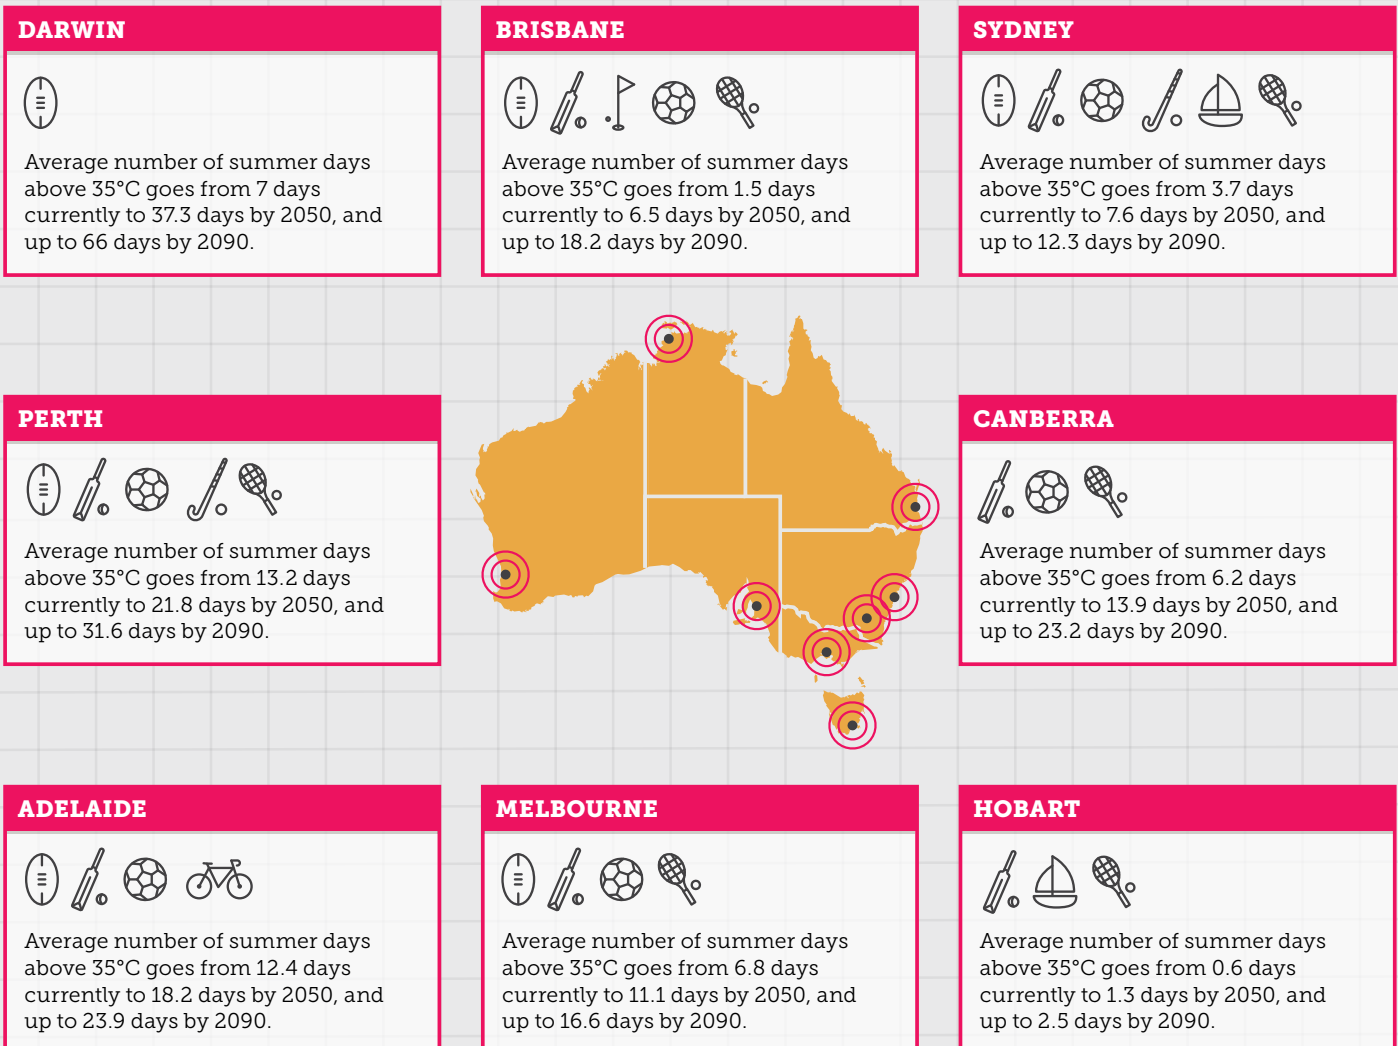 DARWIN
Average number of summer days
above 35°C goes from 7 days
currently to 37.3 days by 2050, and
up to 66 days by 2090.
BRISBANE
Average number of summer days
above 35°C goes from 1.5 days
currently to 6.5 days by 2050, and
up to 18.2 days by 2090.
SYDNEY
Average number of summer days
above 35°C goes from 3.7 days
currently to 7.6 days by 2050, and
up to 12.3 days by 2090.
PERTH
Average number of summer days
above 35°C goes from 13.2 days
currently to 21.8 days by 2050, and
up to 31.6 days by 2090.
CANBERRA
Average number of summer days
above 35°C goes from 6.2 days
currently to 13.9 days by 2050, and
up to 23.2 days by 2090.
ADELAIDE
Average number of summer days
above 35°C goes from 12.4 days
currently to 18.2 days by 2050, and
up to 23.9 days by 2090.
MELBOURNE
Average number of summer days
above 35°C goes from 6.8 days
currently to 11.1 days by 2050, and
up to 16.6 days by 2090.
HOBART
Average number of summer days
above 35°C goes from 0.6 days
currently to 1.3 days by 2050, and
up to 2.5 days by 2090.